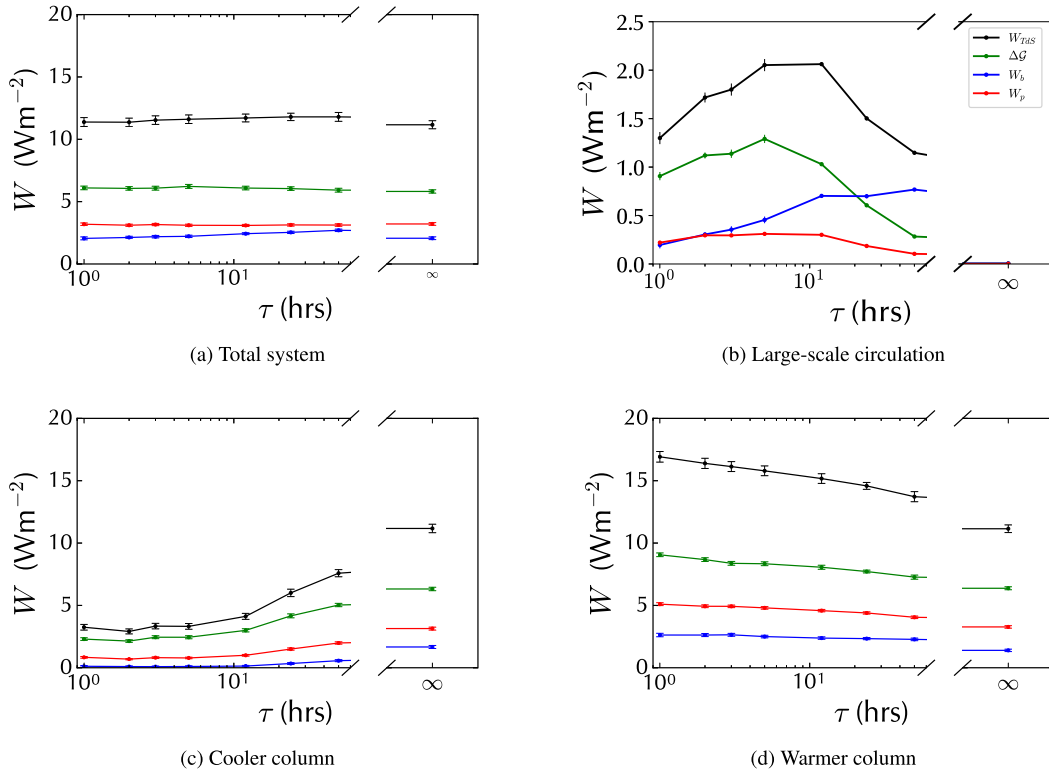 20
15
10
5
0
W (Wm⁻²)
10⁰
10¹
∞
τ (hrs)
(a) Total system
2.5
2.0
1.5
1.0
0.5
0.0
W (Wm⁻²)
W_{TdS}
Δ𝒢
W_b
W_p
10⁰
10¹
∞
τ (hrs)
(b) Large-scale circulation
20
15
10
5
0
W (Wm⁻²)
10⁰
10¹
∞
τ (hrs)
(c) Cooler column
20
15
10
5
0
W (Wm⁻²)
10⁰
10¹
∞
τ (hrs)
(d) Warmer column